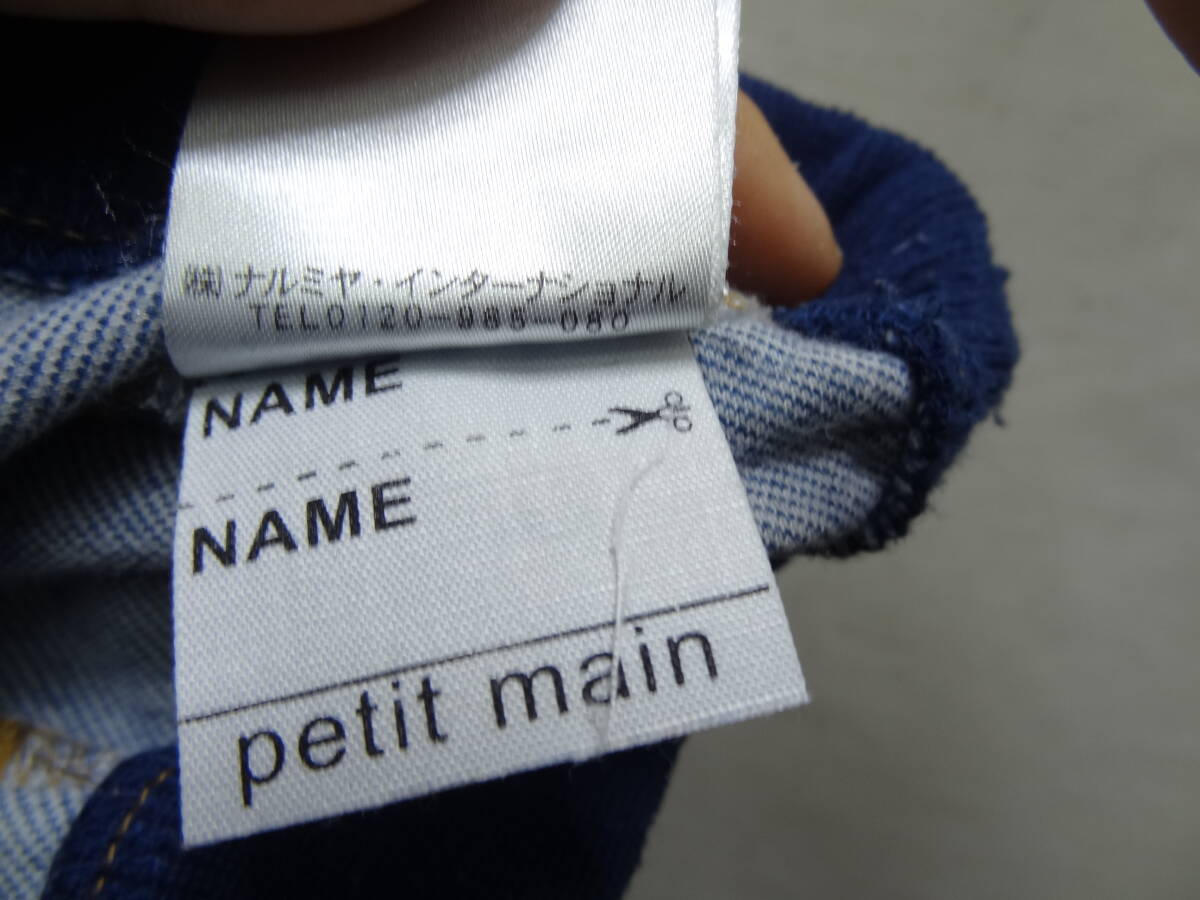 (株)ナルミヤ・インターナショナル
TEL0120-985-080
NAME
NAME
petit main